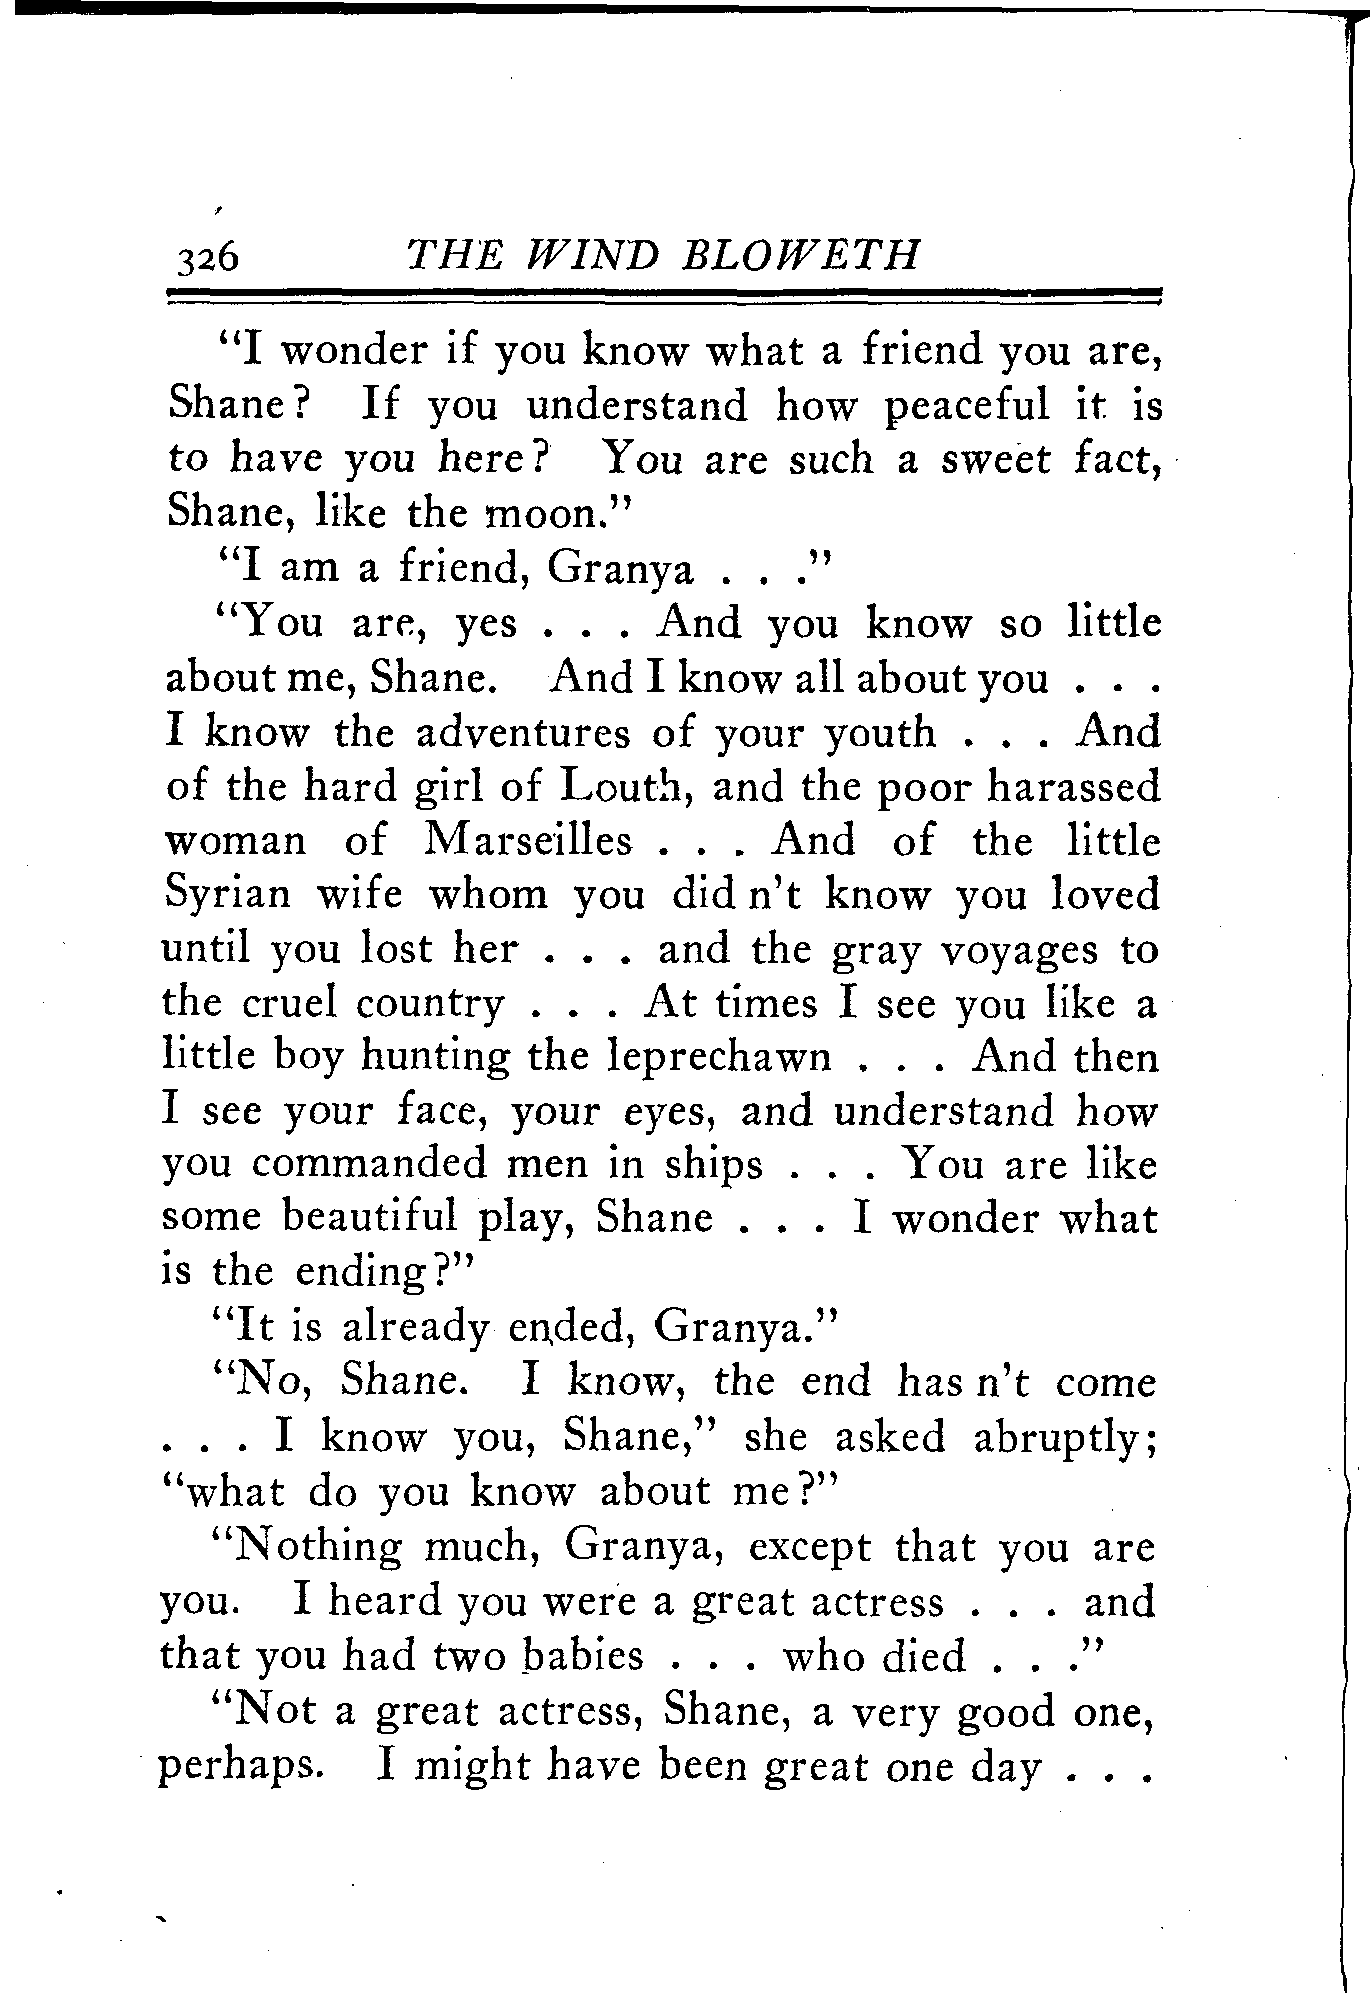 326 THE WIND BLOWETH
"I wonder if you know what a friend you are,
Shane? If you understand how peaceful it is
to have you here? You are such a sweet fact,
Shane, like the moon."
"I am a friend, Granya . . ."
"You are, yes . . . And you know so little
about me, Shane. And I know all about you . . .
I know the adventures of your youth . . . And
of the hard girl of Louth, and the poor harassed
woman of Marseilles . . . And of the little
Syrian wife whom you did n't know you loved
until you lost her . . . and the gray voyages to
the cruel country . . . At times I see you like a
little boy hunting the leprechawn . . . And then
I see your face, your eyes, and understand how
you commanded men in ships . . . You are like
some beautiful play, Shane . . . I wonder what
is the ending?"
"It is already ended, Granya."
"No, Shane. I know, the end has n't come
. . . I know you, Shane," she asked abruptly;
"what do you know about me?"
"Nothing much, Granya, except that you are
you. I heard you were a great actress . . . and
that you had two babies . . . who died . . ."
"Not a great actress, Shane, a very good one,
perhaps. I might have been great one day . . .